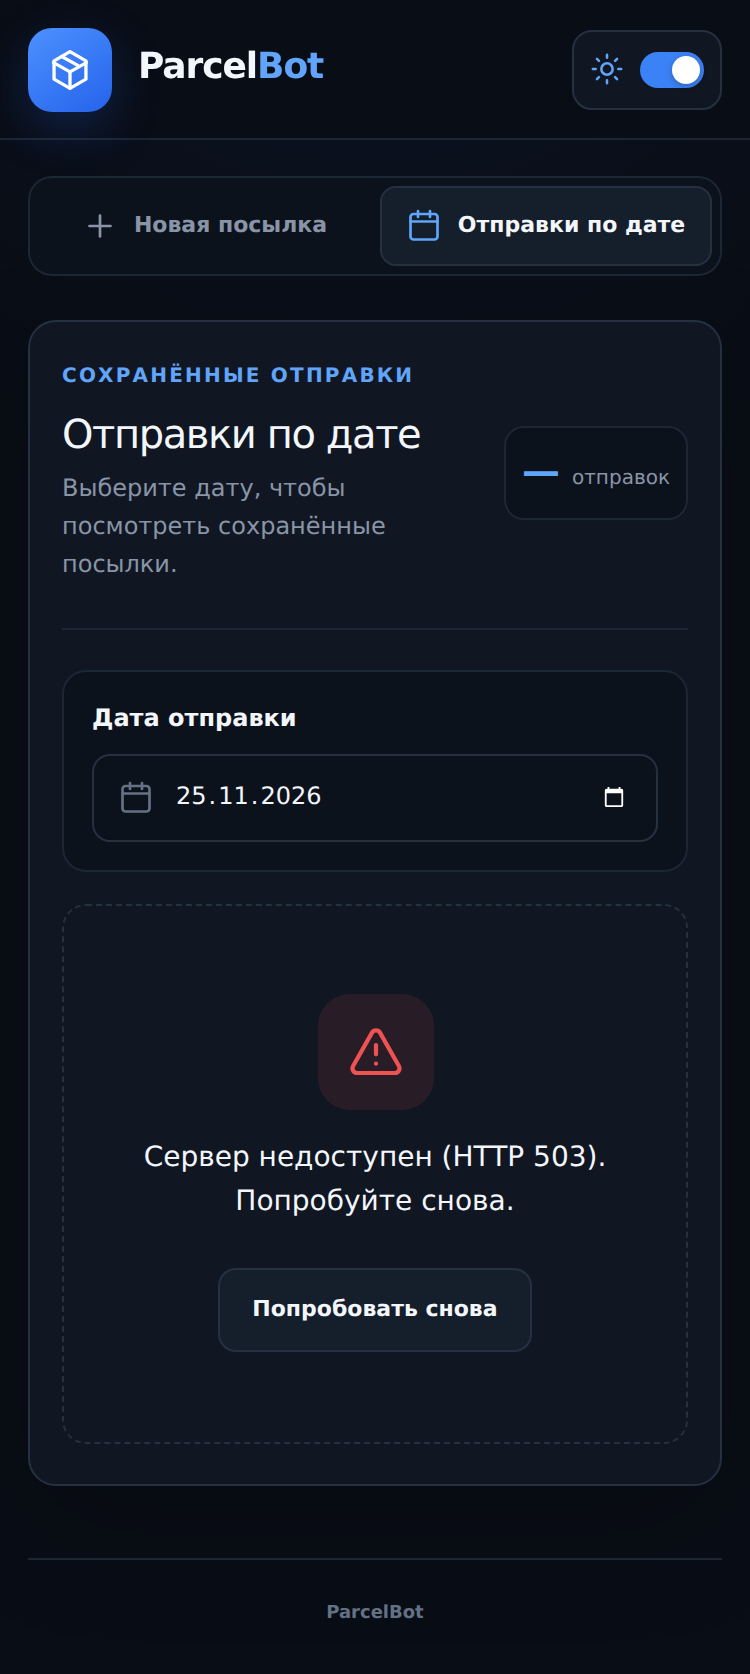 ParcelBot
Новая посылка
Отправки по дате
СОХРАНЁННЫЕ ОТПРАВКИ
Отправки по дате
Выберите дату, чтобы
посмотреть сохранённые
посылки.
— отправок
Дата отправки
25.11.2026
Сервер недоступен (HTTP 503).
Попробуйте снова.
Попробовать снова
ParcelBot